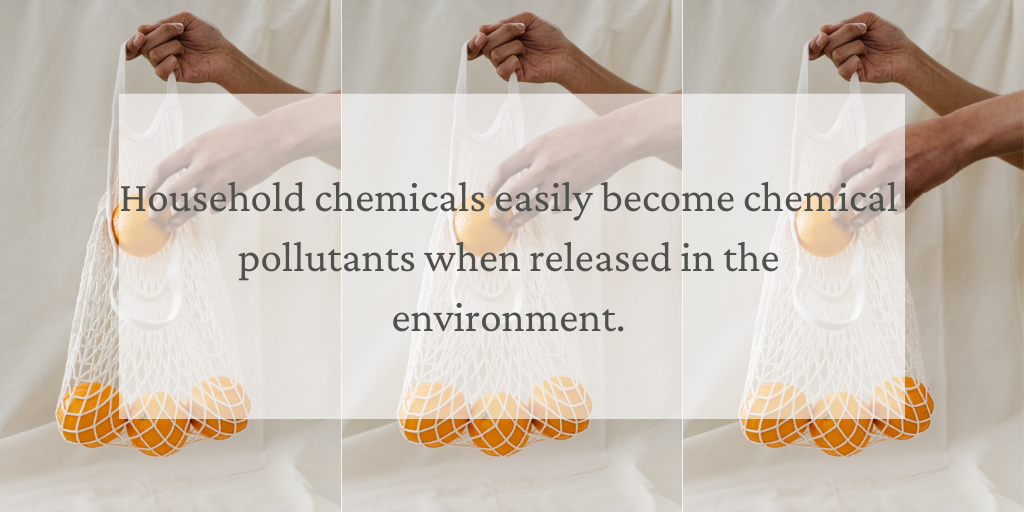 Household chemicals easily become chemical
pollutants when released in the
environment.